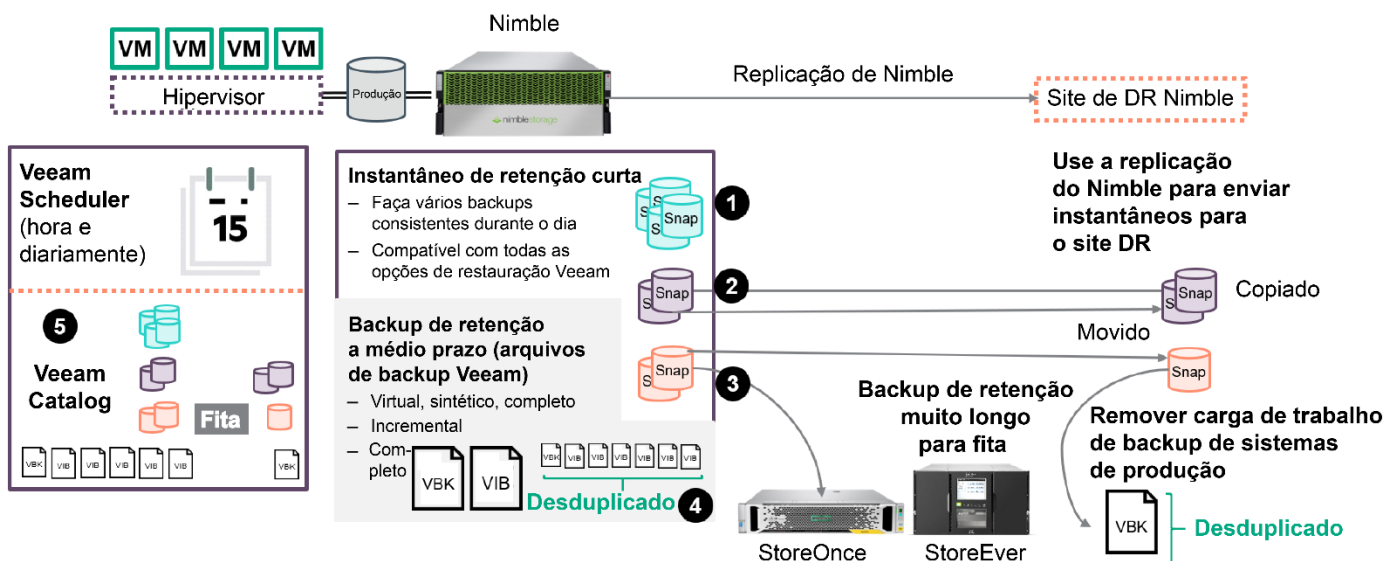 Nimble
VM VM VM VM
Hipervisor
Produção
nimblestorage
Replicação de Nimble
Site de DR Nimble
Veeam
Scheduler
(hora e
diariamente)
15
5
Veeam
Catalog
Fita
VBK VIB VIB VIB VIB VIB
VBK
Instantâneo de retenção curta
– Faça vários backups
consistentes durante o dia
– Compatível com todas as
opções de restauração Veeam
S S Snap
1
S Snap
2
Backup de retenção
a médio prazo (arquivos
de backup Veeam)
– Virtual, sintético, completo
– Incremental
– Com-
pleto
S Snap
3
VBK VIB
VBK VIB VIB VIB VIB VIB VIB
Desduplicado
4
Use a replicação
do Nimble para enviar
instantâneos para
o site DR
S Snap
Copiado
Movido
Snap
Backup de retenção
muito longo
para fita
StoreOnce
StoreEver
Remover carga de trabalho
de backup de sistemas
de produção
VBK
Desduplicado